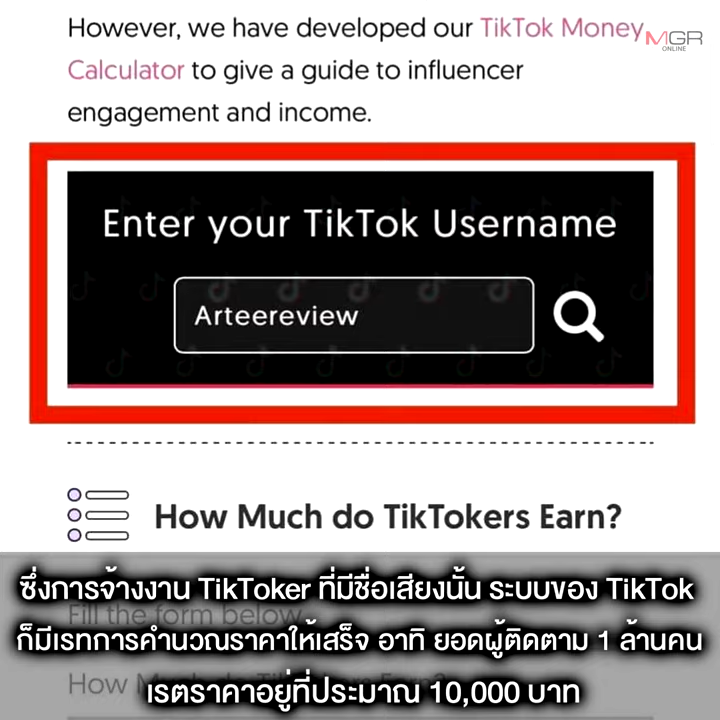 However, we have developed our TikTok Money
MGR
ONLINE
Calculator to give a guide to influencer
engagement and income.
Enter your TikTok Username
Arteereview
How Much do TikTokers Earn?
ซึ่งการจ้างงาน TikToker ที่มีชื่อเสียงนั้น ระบบของ TikTok
Fill the form below
ก็มีเรทการคำนวณราคาให้เสร็จ อาทิ ยอดผู้ติดตาม 1 ล้านคน
How
เรตราคาอยู่ที่ประมาณ 10,000 บาท